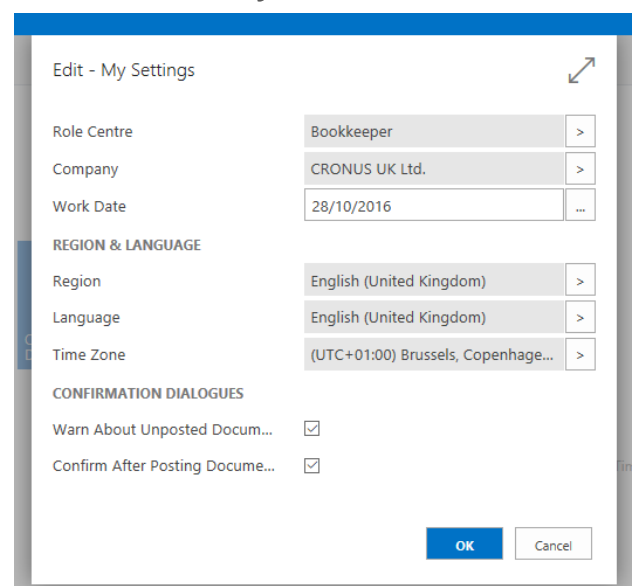 Edit - My Settings
Role Centre Bookkeeper >
Company CRONUS UK Ltd. >
Work Date 28/10/2016 ...
REGION & LANGUAGE
Region English (United Kingdom) >
Language English (United Kingdom) >
Time Zone (UTC+01:00) Brussels, Copenhage... >
CONFIRMATION DIALOGUES
Warn About Unposted Docum...
Confirm After Posting Docume...
OK Cancel